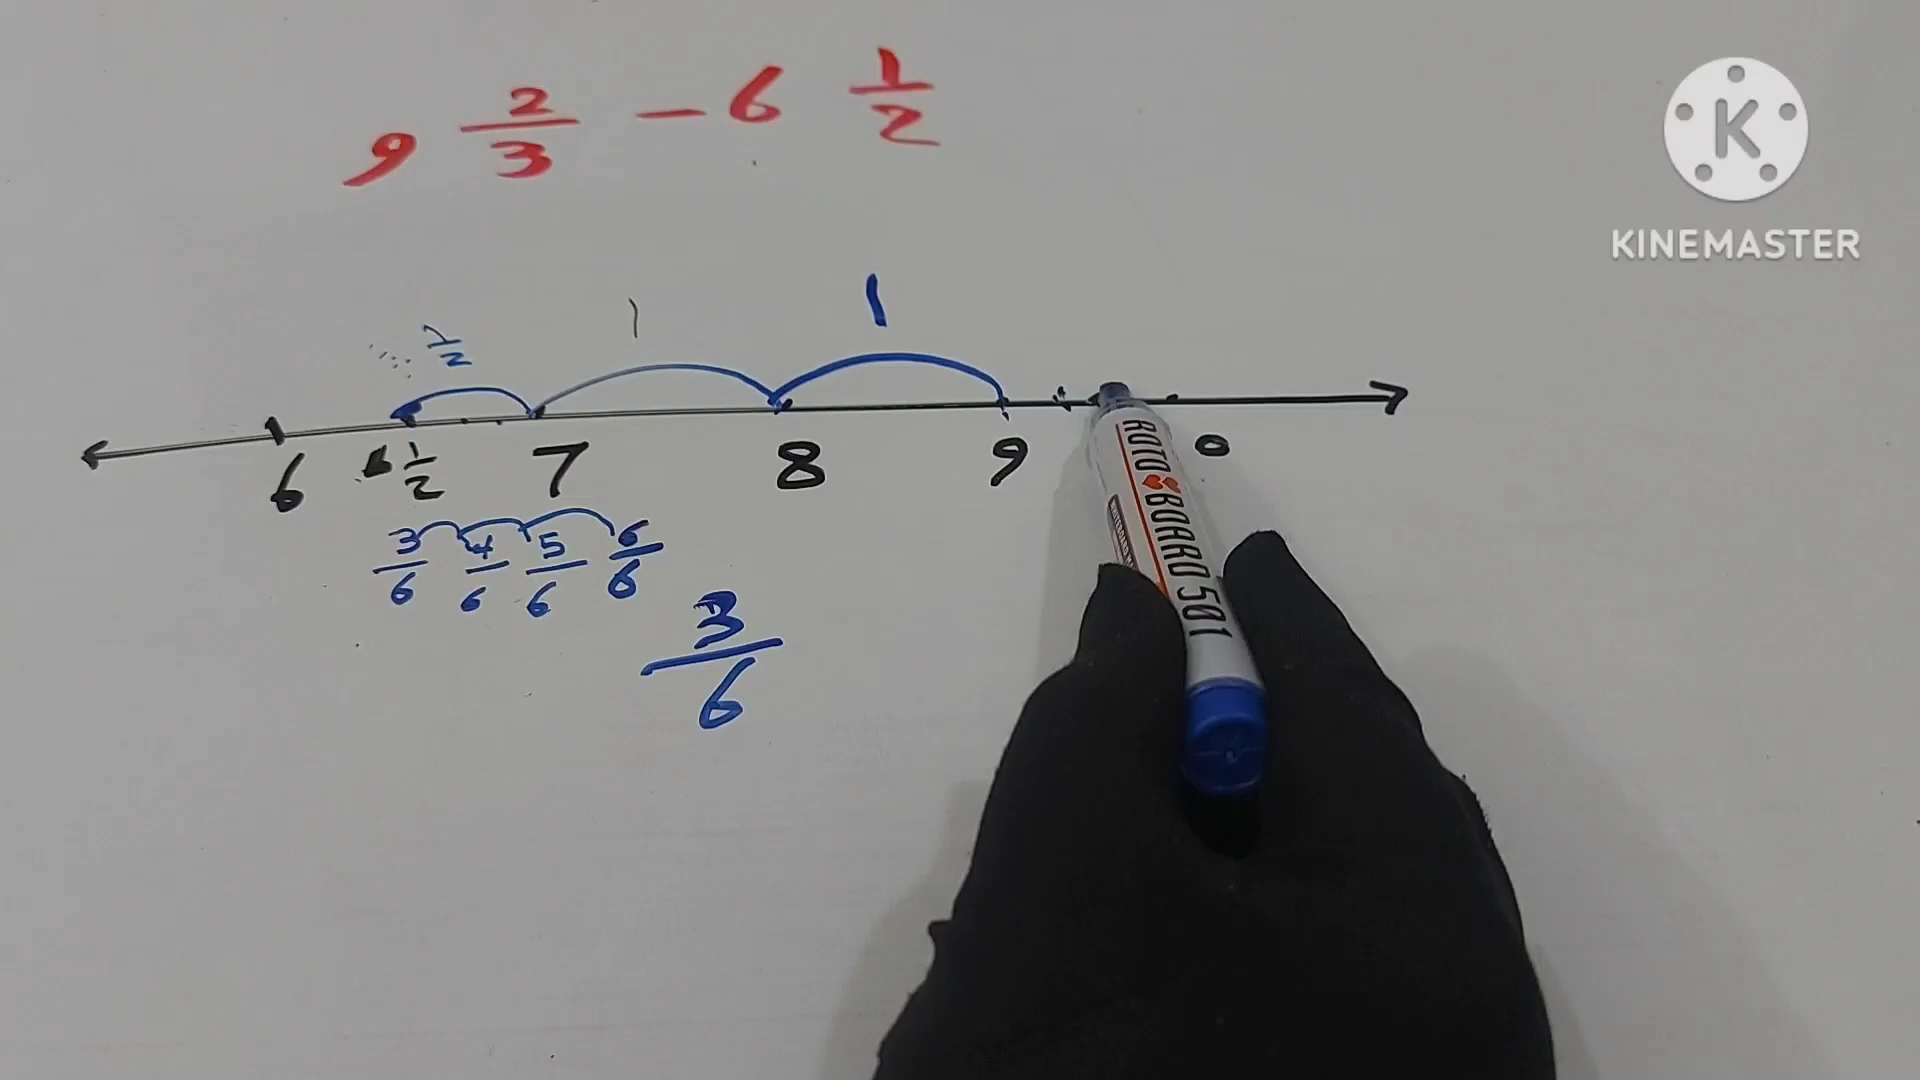 9 2/3 - 6 1/2
K
KINEMASTER
1/2 1 1
6 6 1/2 7 8 9 0
3/6 4/6 5/6 6/6
3/6
ROTO BOARD 501